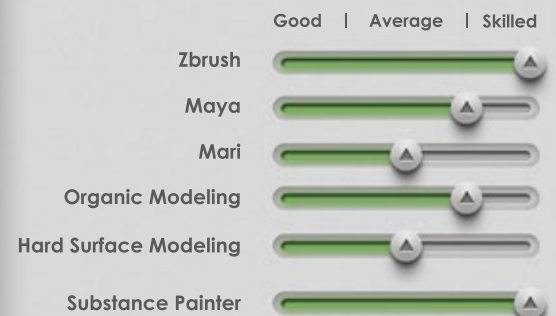 Good | Average | Skilled
Zbrush
Maya
Mari
Organic Modeling
Hard Surface Modeling
Substance Painter